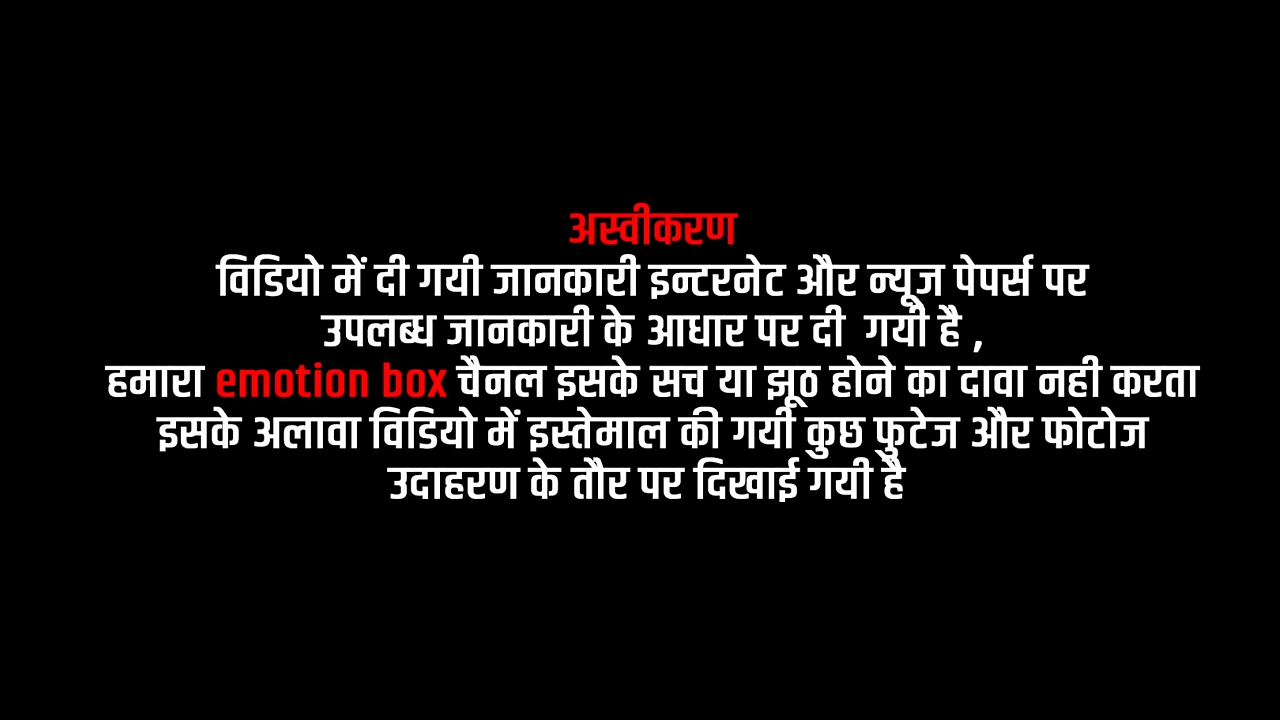 अस्वीकरण
विडियो में दी गयी जानकारी इन्टरनेट और न्यूज पेपर्स पर
उपलब्ध जानकारी के आधार पर दी गयी है ,
हमारा emotion box चैनल इसके सच या झूठ होने का दावा नही करता
इसके अलावा विडियो में इस्तेमाल की गयी कुछ फुटेज और फोटोज
उदाहरण के तौर पर दिखाई गयी है